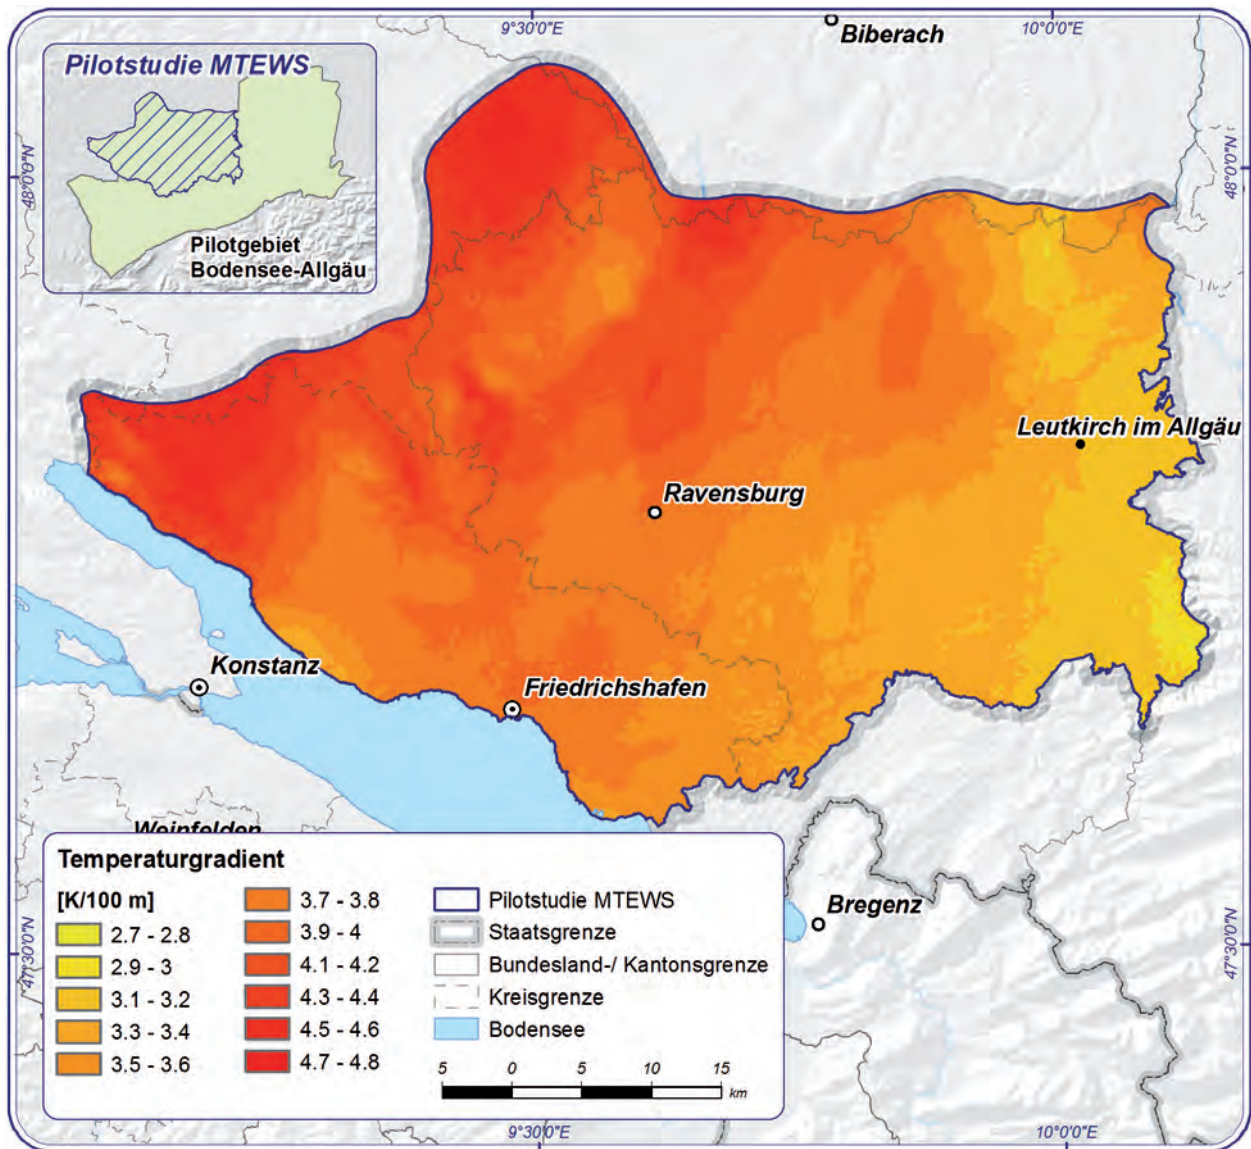 9°30'0"E
10°0'0"E
Biberach
Pilotstudie MTEWS
Pilotgebiet
Bodensee-Allgäu
48°0'0"N
48°0'0"N
Leutkirch im Allgäu
Ravensburg
Konstanz
Friedrichshafen
Weinfelden
Bregenz
47°30'0"N
47°30'0"N
Temperaturgradient
[K/100 m]
2.7 - 2.8
2.9 - 3
3.1 - 3.2
3.3 - 3.4
3.5 - 3.6
3.7 - 3.8
3.9 - 4
4.1 - 4.2
4.3 - 4.4
4.5 - 4.6
4.7 - 4.8
Pilotstudie MTEWS
Staatsgrenze
Bundesland-/ Kantonsgrenze
Kreisgrenze
Bodensee
5 0 5 10 15
km
9°30'0"E
10°0'0"E